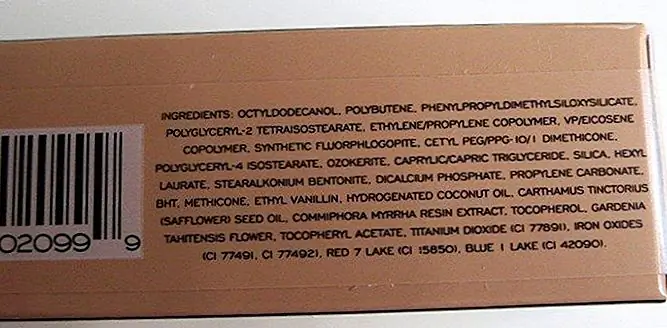 INGREDIENTS: OCTYLDODECANOL, POLYBUTENE, PHENYLPROPYLDIMETHYLSILOXYSILICATE,
POLYGLYCERYL-2 TETRAISOSTEARATE, ETHYLENE/PROPYLENE COPOLYMER, VP/EICOSENE
COPOLYMER, SYNTHETIC FLUORPHLOGOPITE, CETYL PEG/PPG-10/1 DIMETHICONE,
POLYGLYCERYL-4 ISOSTEARATE, OZOKERITE, CAPRYLIC/CAPRIC TRIGLYCERIDE, SILICA, HEXYL
LAURATE, STEARALKONIUM BENTONITE, DICALCIUM PHOSPHATE, PROPYLENE CARBONATE,
BHT, METHICONE, ETHYL VANILLIN, HYDROGENATED COCONUT OIL, CARTHAMUS TINCTORIUS
(SAFFLOWER) SEED OIL, COMMIPHORA MYRRHA RESIN EXTRACT, TOCOPHEROL, GARDENIA
TAHITENSIS FLOWER, TOCOPHERYL ACETATE, TITANIUM DIOXIDE (CI 77891), IRON OXIDES
(CI 77491, CI 77492), RED 7 LAKE (CI 15850), BLUE 1 LAKE (CI 42090).
02099 9